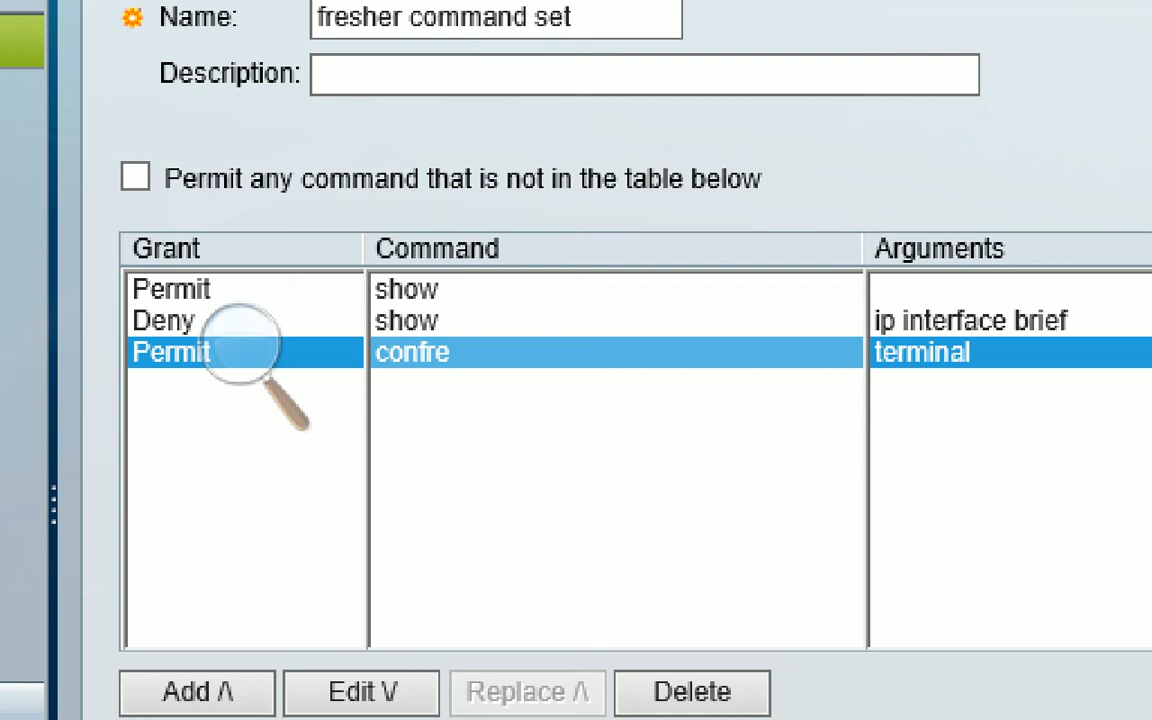 Name: fresher command set
Description:
Permit any command that is not in the table below
Grant Command Arguments
Permit show
Deny show ip interface brief
Permit confre terminal
Add /\ Edit \/ Replace /\ Delete